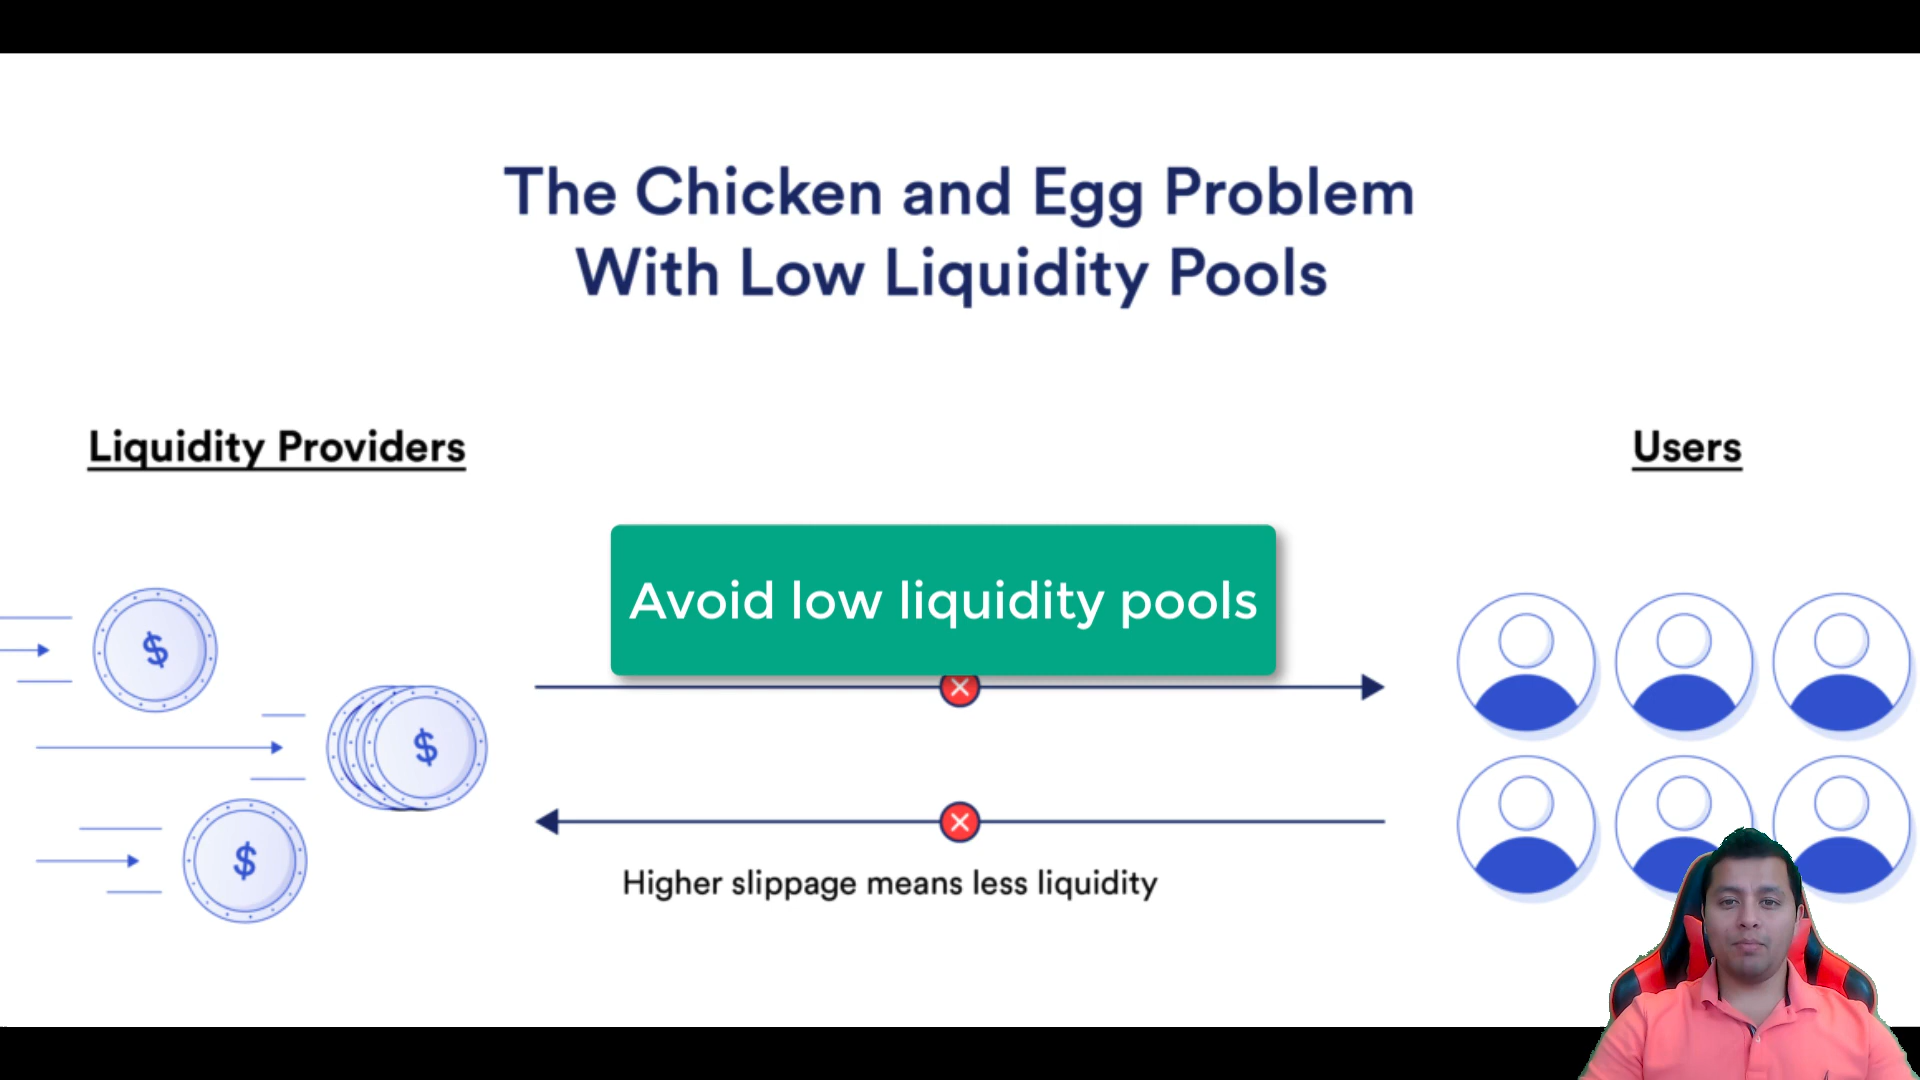 The Chicken and Egg Problem
With Low Liquidity Pools
Liquidity Providers
Users
Avoid low liquidity pools
$
$
$
Higher slippage means less liquidity